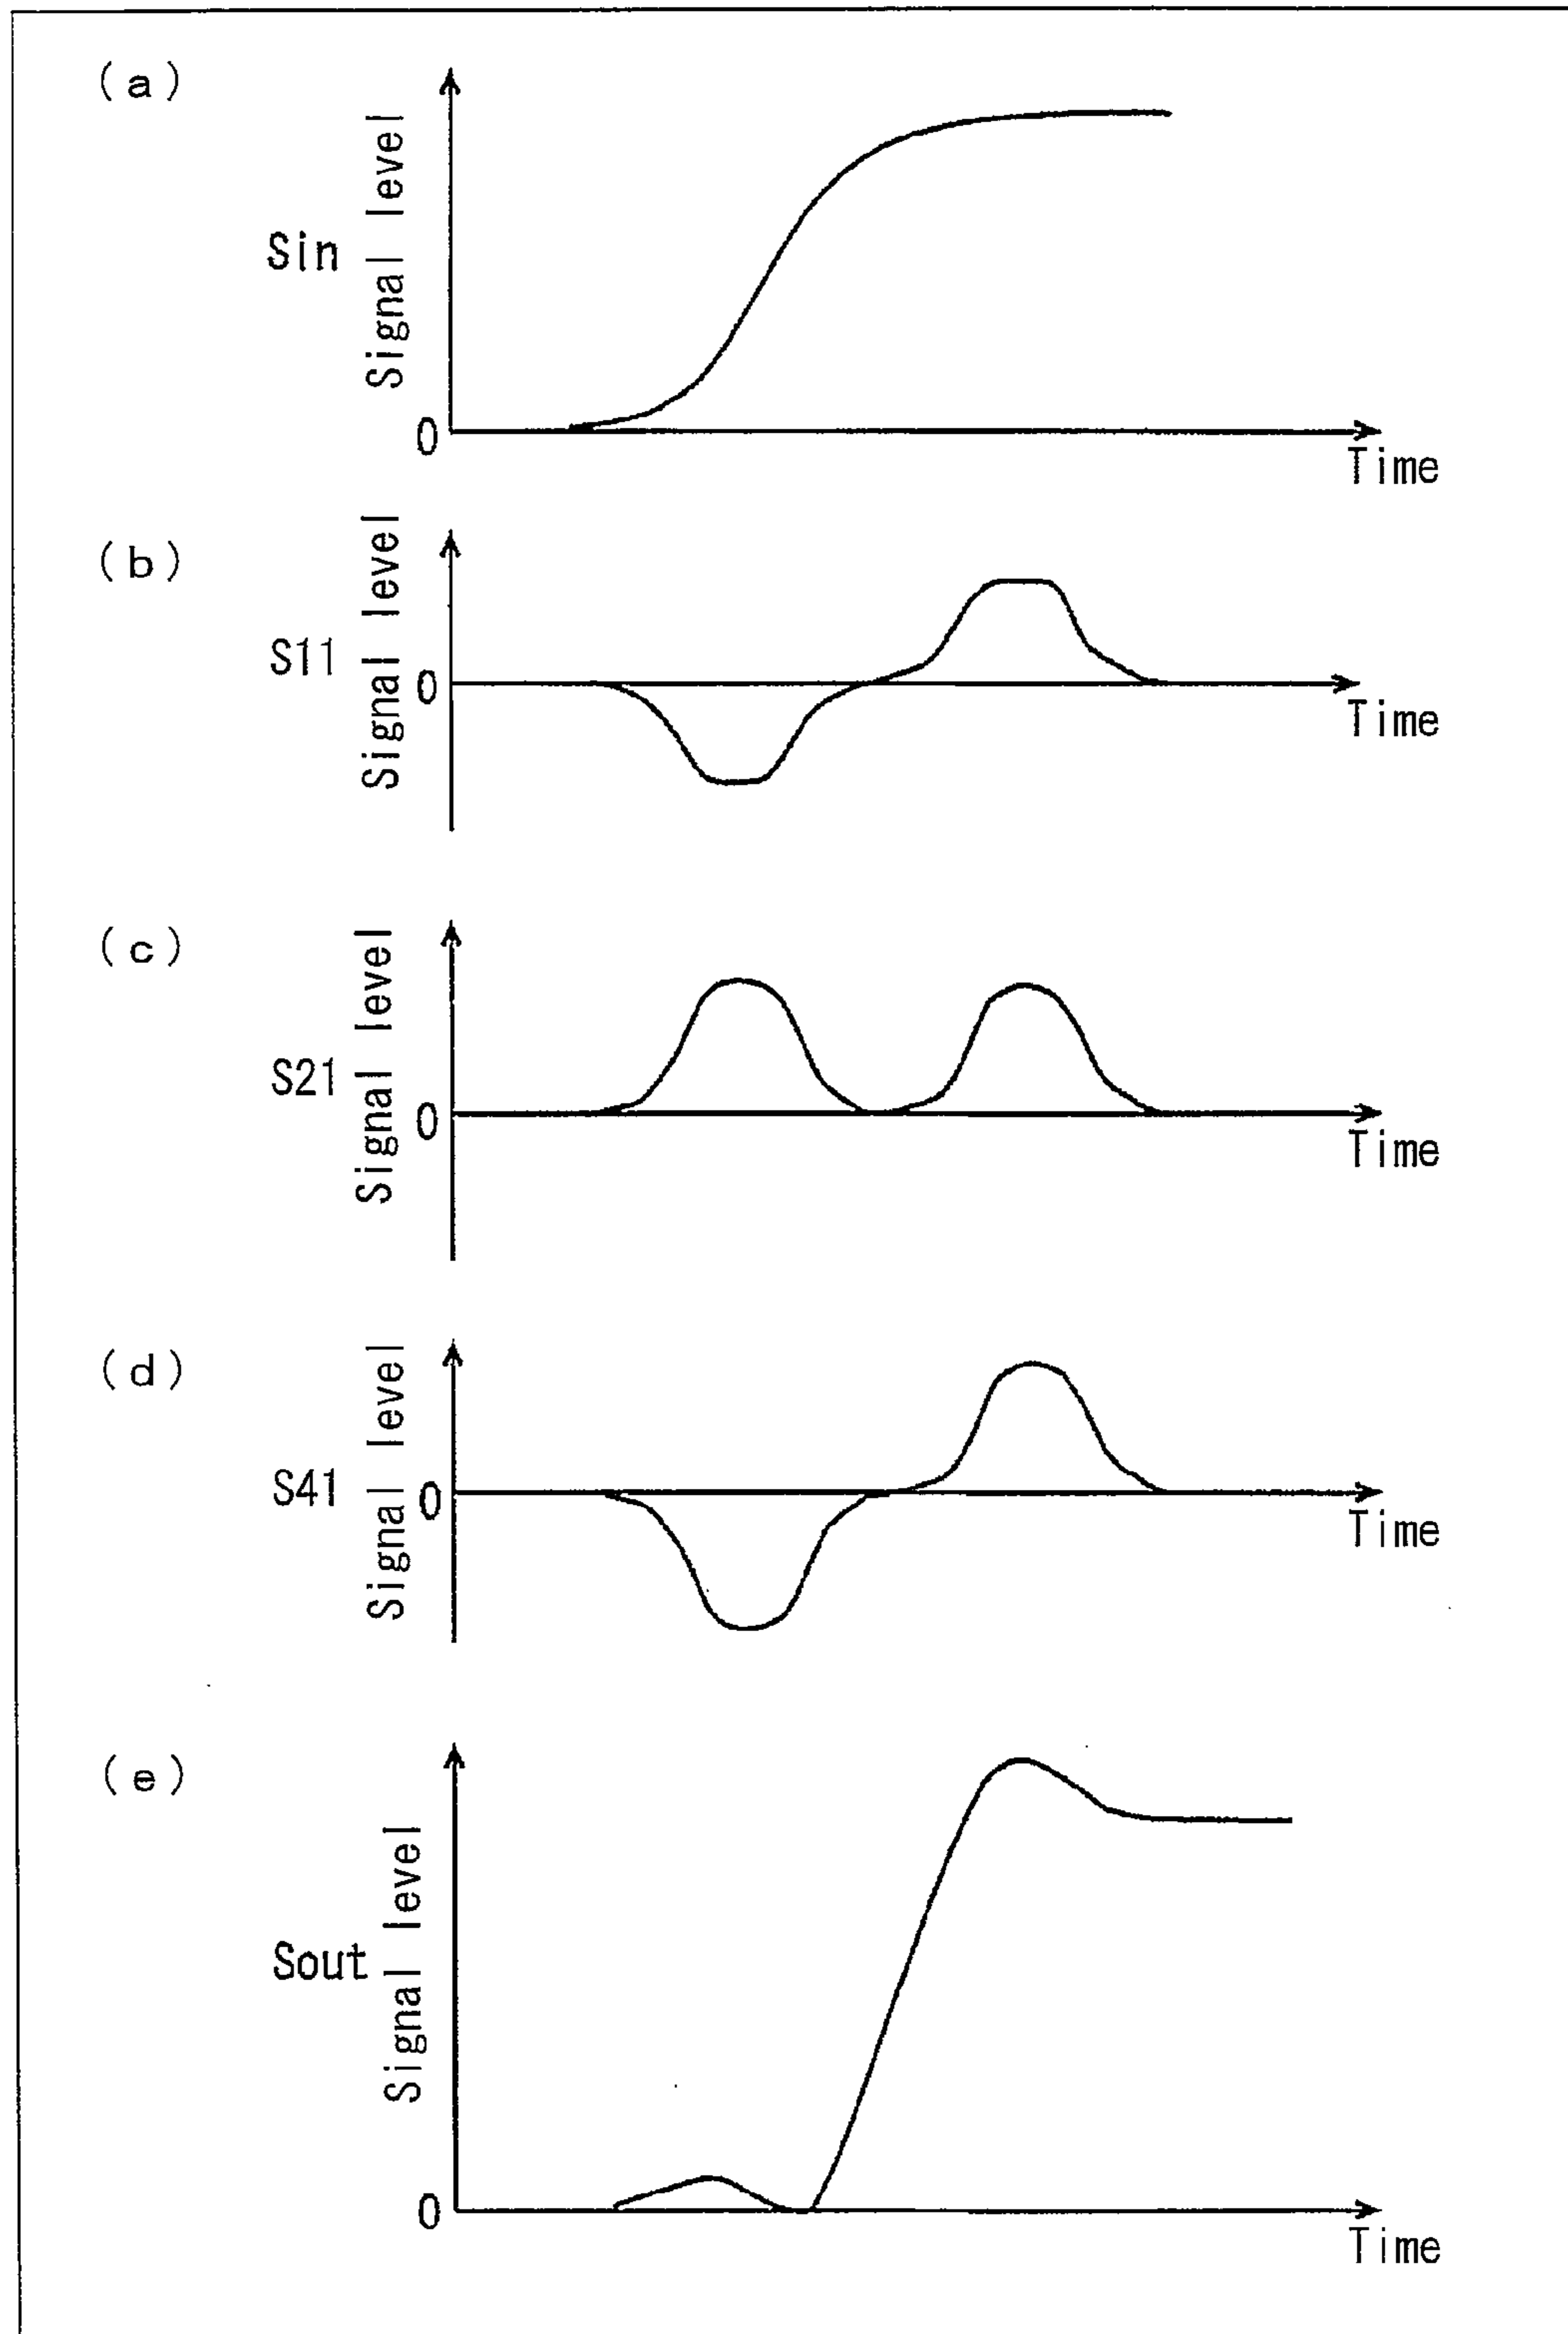 (a)
Sin
Signal level
0
Time
(b)
S11
Signal level
0
Time
(c)
S21
Signal level
0
Time
(d)
S41
Signal level
0
Time
(e)
Sout
Signal level
0
Time